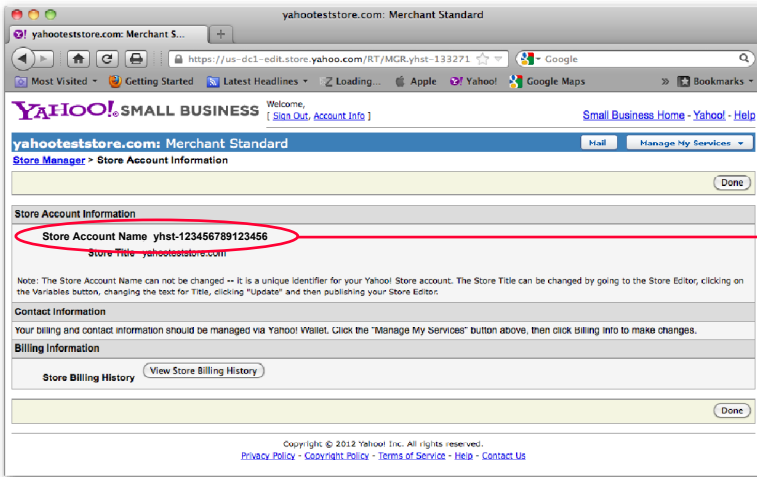 yahooteststore.com: Merchant Standard
yahooteststore.com: Merchant S...
https://us-dc1-edit.store.yahoo.com/RT/MGR.yhst-133271
Google
Most Visited Getting Started Latest Headlines Loading... Apple Yahoo! Google Maps » Bookmarks
YAHOO! SMALL BUSINESS
Welcome,
[ Sign Out, Account Info ]
Small Business Home - Yahoo! - Help
yahooteststore.com: Merchant Standard
Mail Manage My Services
Store Manager > Store Account Information
Done
Store Account Information
Store Account Name yhst-123456789123456
Store Title yahooteststore.com
Note: The Store Account Name can not be changed -- it is a unique identifier for your Yahoo! Store account. The Store Title can be changed by going to the Store Editor, clicking on
the Variables button, changing the text for Title, clicking "Update" and then publishing your Store Editor.
Contact Information
Your billing and contact information should be managed via Yahoo! Wallet. Click the "Manage My Services" button above, then click Billing Info to make changes.
Billing Information
Store Billing History View Store Billing History
Done
Copyright © 2012 Yahoo! Inc. All rights reserved.
Privacy Policy - Copyright Policy - Terms of Service - Help - Contact Us